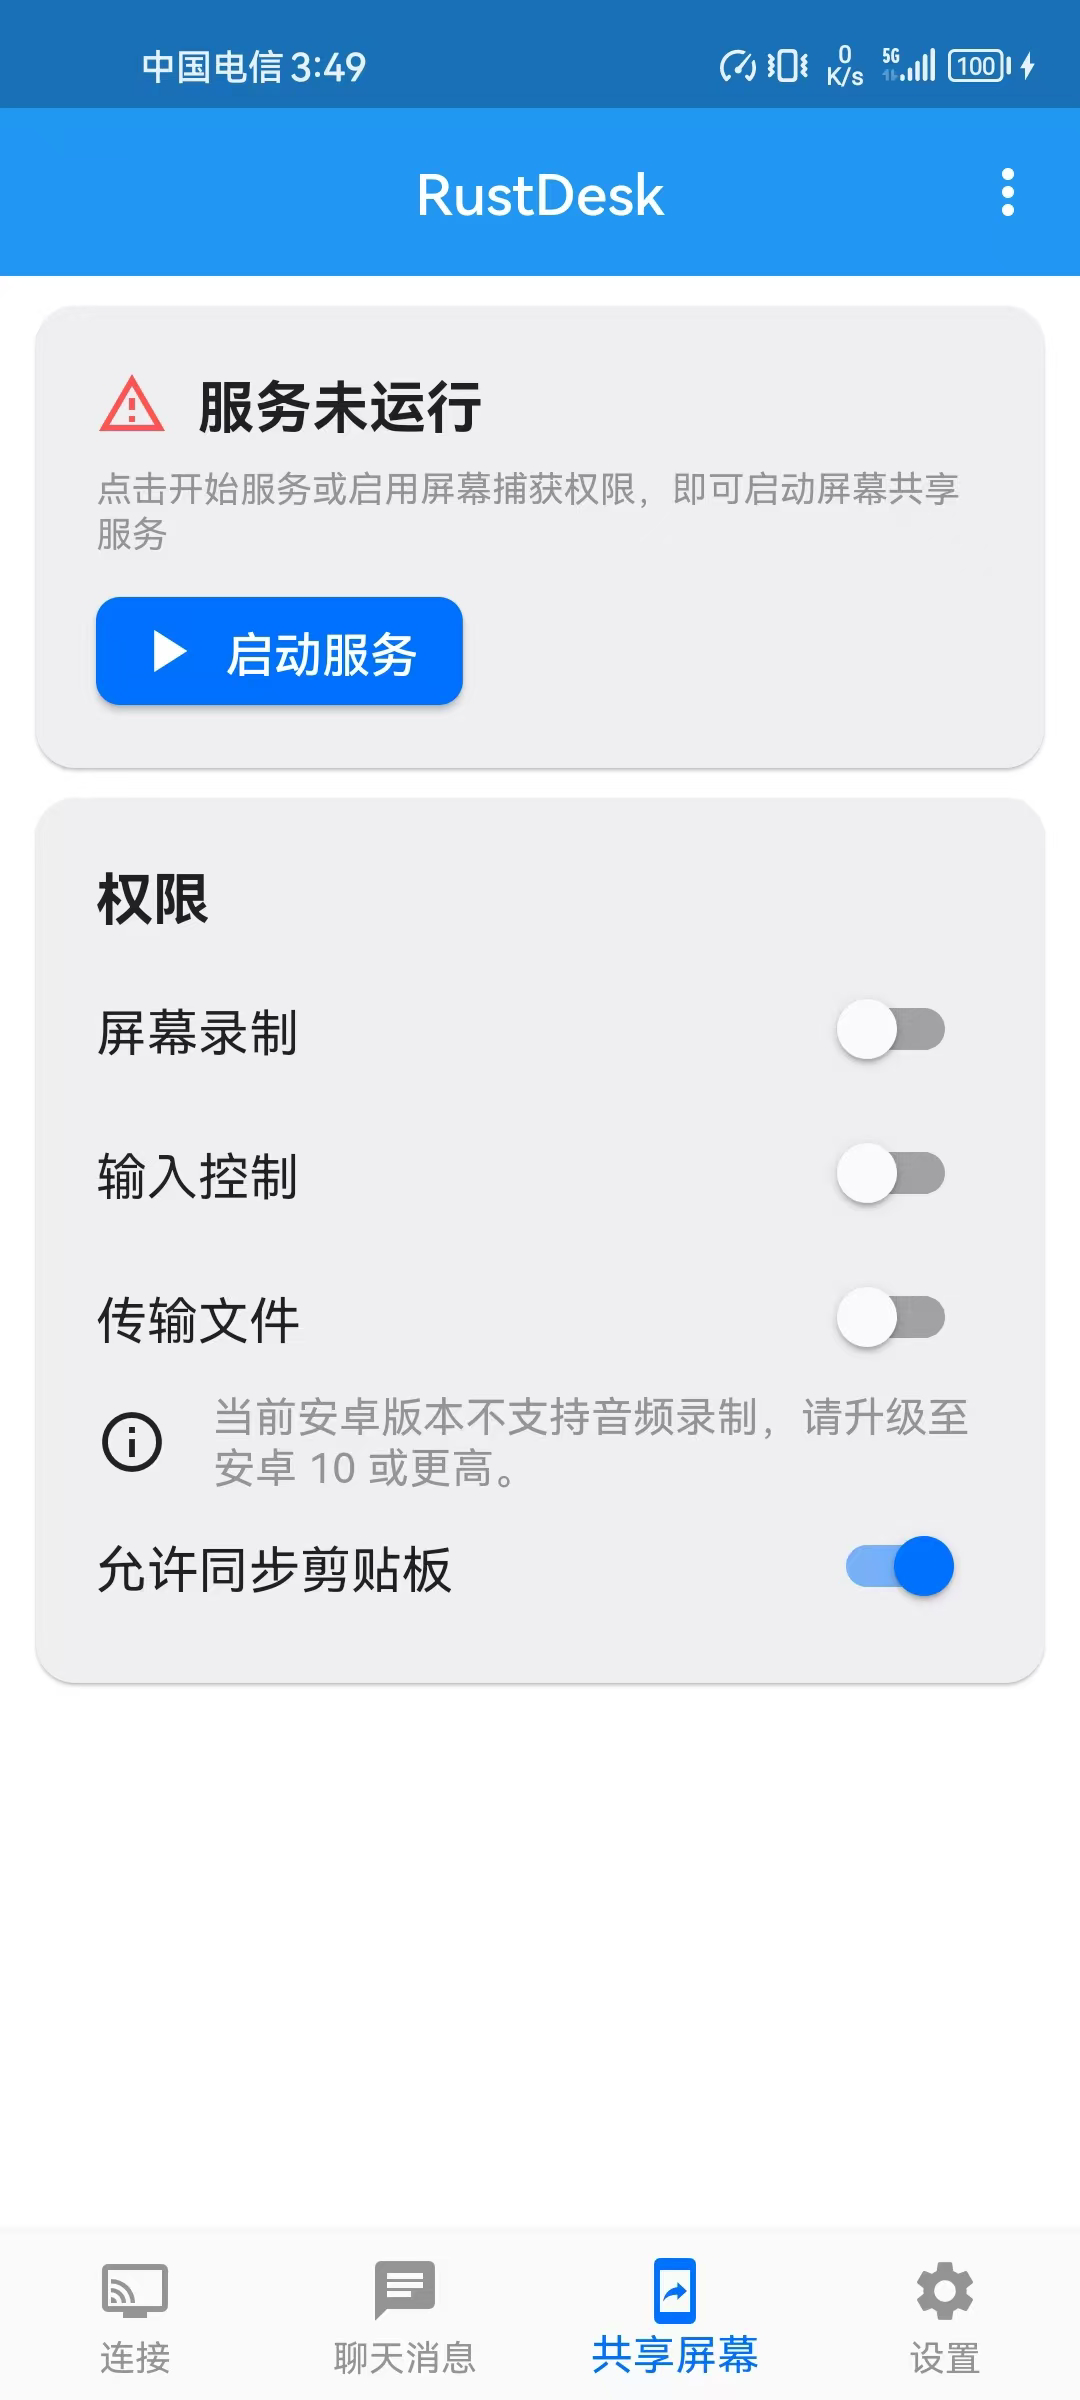 中国电信 3:49
0
K/s
5G
100
RustDesk
服务未运行
点击开始服务或启用屏幕捕获权限，即可启动屏幕共享
服务
启动服务
权限
屏幕录制
输入控制
传输文件
当前安卓版本不支持音频录制，请升级至
安卓 10 或更高。
允许同步剪贴板
连接
聊天消息
共享屏幕
设置